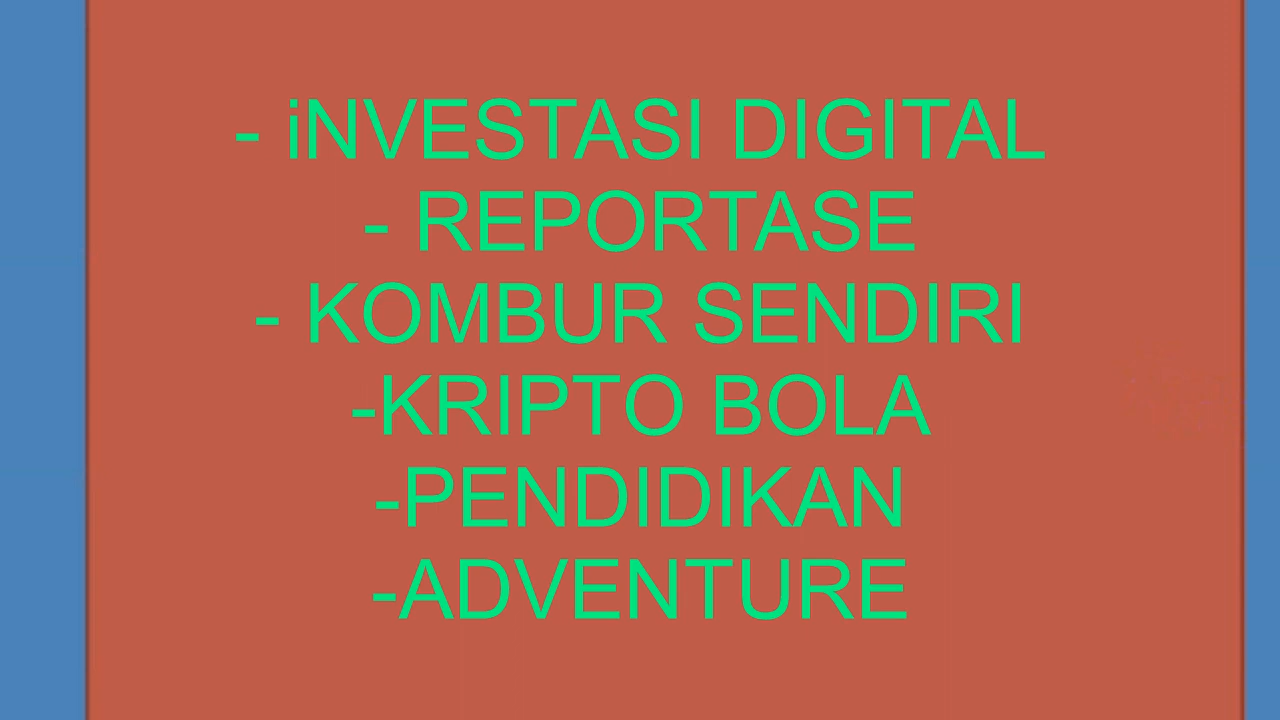 - iNVESTASI DIGITAL
- REPORTASE
- KOMBUR SENDIRI
-KRIPTO BOLA
-PENDIDIKAN
-ADVENTURE